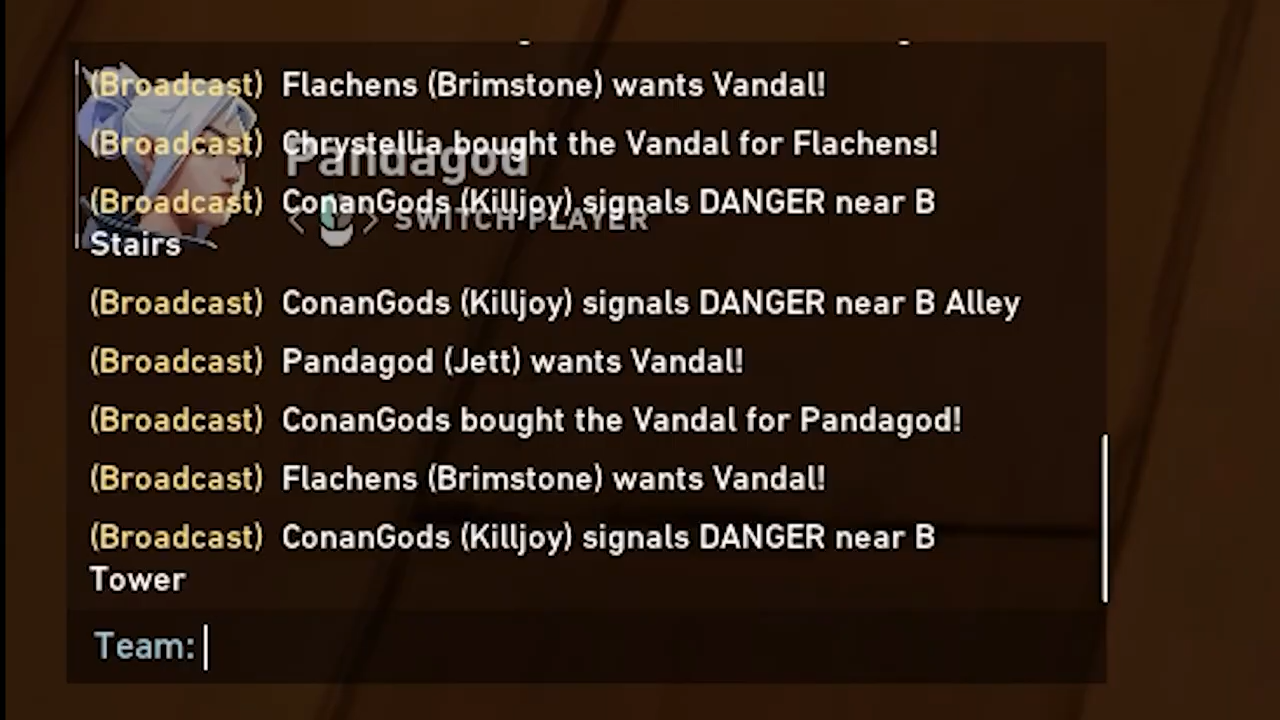 (Broadcast) Flachens (Brimstone) wants Vandal!
(Broadcast) Chrystellia bought the Vandal for Flachens!
Pandagod
(Broadcast) ConanGods (Killjoy) signals DANGER near B
< > SWITCH PLAYER
Stairs
(Broadcast) ConanGods (Killjoy) signals DANGER near B Alley
(Broadcast) Pandagod (Jett) wants Vandal!
(Broadcast) ConanGods bought the Vandal for Pandagod!
(Broadcast) Flachens (Brimstone) wants Vandal!
(Broadcast) ConanGods (Killjoy) signals DANGER near B
Tower
Team: